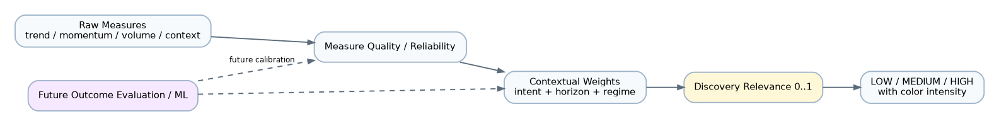 Raw Measures
trend / momentum / volume / context
Measure Quality / Reliability
future calibration
Future Outcome Evaluation / ML
Contextual Weights
intent + horizon + regime
Discovery Relevance 0..1
LOW / MEDIUM / HIGH
with color intensity